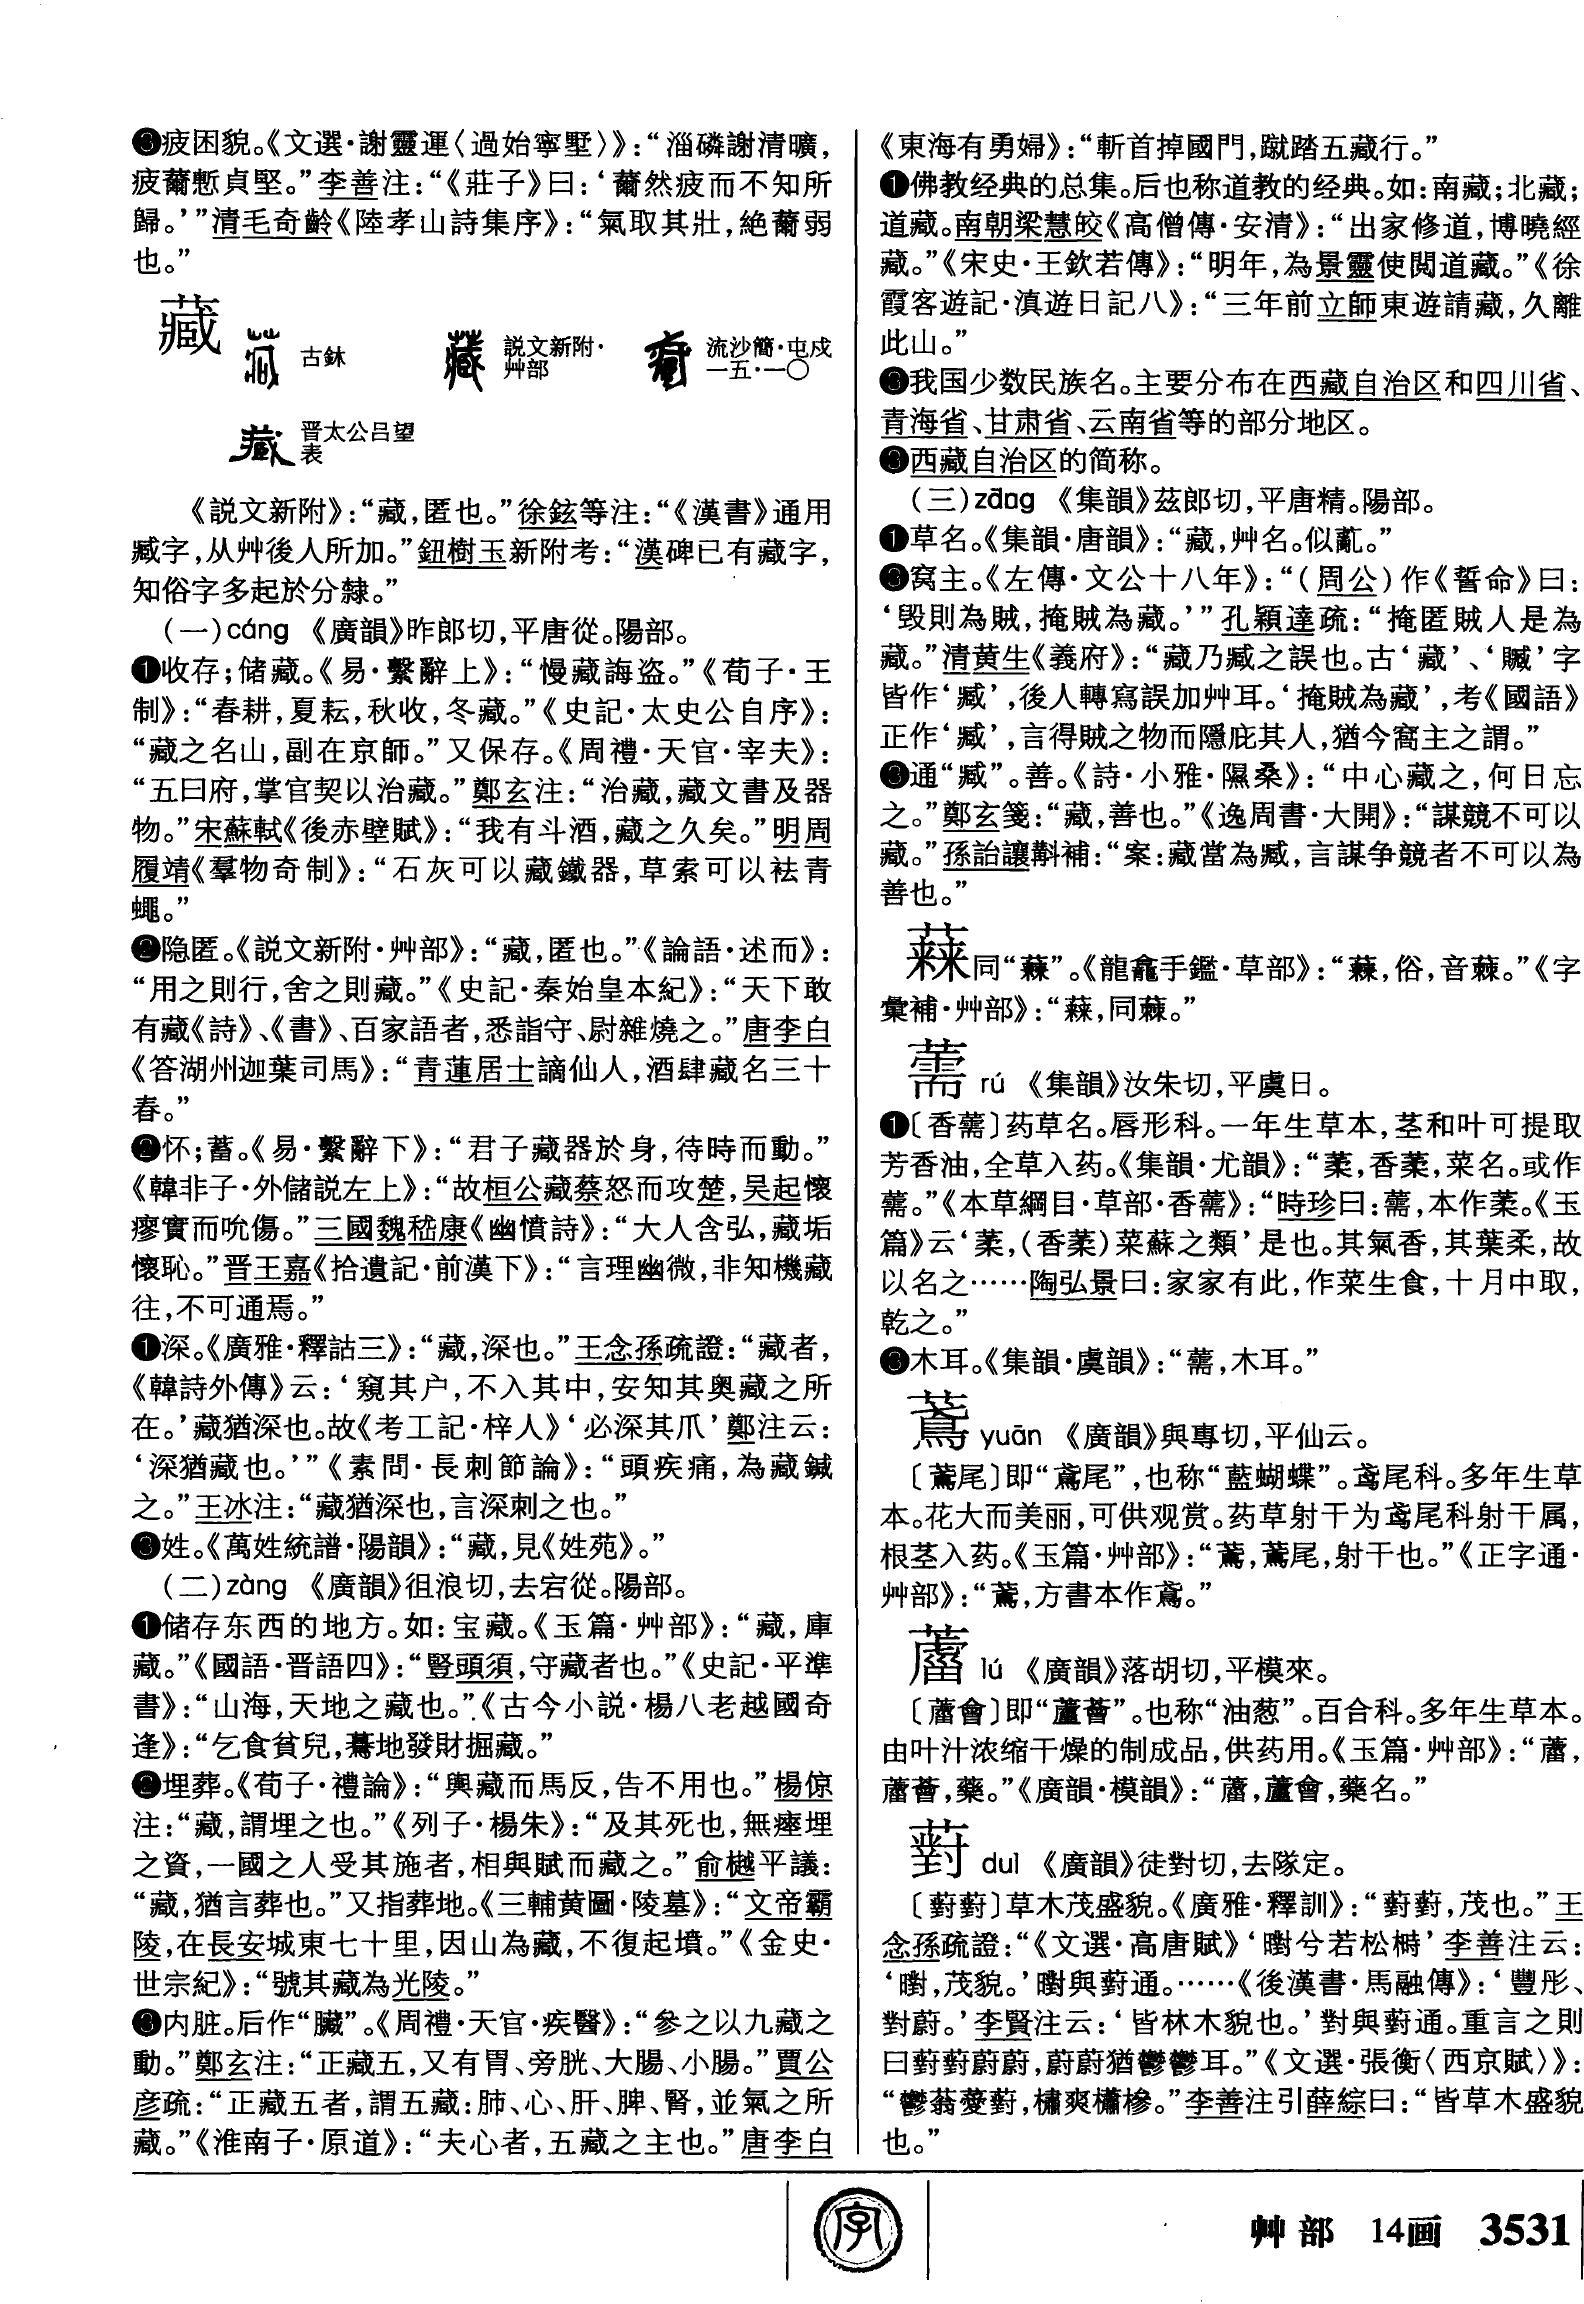 ❸疲困貌。《文選·謝靈運〈過始寧墅〉》：“淄磷謝清曠，
疲薾慙貞堅。”李善注：“《莊子》曰：‘薾然疲而不知所
歸。’”清毛奇齡《陸孝山詩集序》：“氣取其壯，絶薾弱
也。”
藏
古鉢
説文新附·
艸部
流沙簡·屯戍
一五·一〇
晋太公吕望
表
《説文新附》：“藏，匿也。”徐鉉等注：“《漢書》通用
臧字，从艸後人所加。”鈕樹玉新附考：“漢碑已有藏字，
知俗字多起於分隸。”
（一）cáng　《廣韻》昨郎切，平唐從。陽部。
❶收存；储藏。《易·繫辭上》：“慢藏誨盗。”《荀子·王
制》：“春耕，夏耘，秋收，冬藏。”《史記·太史公自序》：
“藏之名山，副在京師。”又保存。《周禮·天官·宰夫》：
“五曰府，掌官契以治藏。”鄭玄注：“治藏，藏文書及器
物。”宋蘇軾《後赤壁賦》：“我有斗酒，藏之久矣。”明周
履靖《羣物奇制》：“石灰可以藏鐵器，草索可以祛青
蠅。”
❷隐匿。《説文新附·艸部》：“藏，匿也。”《論語·述而》：
“用之則行，舍之則藏。”《史記·秦始皇本紀》：“天下敢
有藏《詩》、《書》、百家語者，悉詣守、尉雜燒之。”唐李白
《答湖州迦葉司馬》：“青蓮居士謫仙人，酒肆藏名三十
春。”
❷怀；蓄。《易·繫辭下》：“君子藏器於身，待時而動。”
《韓非子·外儲説左上》：“故桓公藏蔡怒而攻楚，吴起懷
瘳實而吮傷。”三國魏嵇康《幽憤詩》：“大人含弘，藏垢
懷恥。”晋王嘉《拾遺記·前漢下》：“言理幽微，非知機藏
往，不可通焉。”
❶深。《廣雅·釋詁三》：“藏，深也。”王念孫疏證：“藏者，
《韓詩外傳》云：‘窺其户，不入其中，安知其奥藏之所
在。’藏猶深也。故《考工記·梓人》‘必深其爪’鄭注云：
‘深猶藏也。’”《素問·長刺節論》：“頭疾痛，為藏鍼
之。”王冰注：“藏猶深也，言深刺之也。”
❸姓。《萬姓統譜·陽韻》：“藏，見《姓苑》。”
（二）zàng　《廣韻》徂浪切，去宕從。陽部。
❶储存东西的地方。如：宝藏。《玉篇·艸部》：“藏，庫
藏。”《國語·晋語四》：“豎頭須，守藏者也。”《史記·平準
書》：“山海，天地之藏也。”《古今小説·楊八老越國奇
逢》：“乞食貧兒，驀地發財掘藏。”
❷埋葬。《荀子·禮論》：“輿藏而馬反，告不用也。”楊倞
注：“藏，謂埋之也。”《列子·楊朱》：“及其死也，無瘞埋
之資，一國之人受其施者，相與賦而藏之。”俞樾平議：
“藏，猶言葬也。”又指葬地。《三輔黄圖·陵墓》：“文帝霸
陵，在長安城東七十里，因山為藏，不復起墳。”《金史·
世宗紀》：“號其藏為光陵。”
❸内脏。后作“臟”。《周禮·天官·疾醫》：“參之以九藏之
動。”鄭玄注：“正藏五，又有胃、旁胱、大腸、小腸。”賈公
彦疏：“正藏五者，謂五藏：肺、心、肝、脾、腎，並氣之所
藏。”《淮南子·原道》：“夫心者，五藏之主也。”唐李白
《東海有勇婦》：“斬首掉國門，蹴踏五藏行。”
❶佛教经典的总集。后也称道教的经典。如：南藏；北藏；
道藏。南朝梁慧皎《高僧傳·安清》：“出家修道，博曉經
藏。”《宋史·王欽若傳》：“明年，為景靈使閲道藏。”《徐
霞客遊記·滇遊日記八》：“三年前立師東遊請藏，久離
此山。”
❸我国少数民族名。主要分布在西藏自治区和四川省、
青海省、甘肃省、云南省等的部分地区。
❸西藏自治区的简称。
（三）zāng　《集韻》兹郎切，平唐精。陽部。
❶草名。《集韻·唐韻》：“藏，艸名。似薍。”
❸窝主。《左傳·文公十八年》：“（周公）作《誓命》曰：
‘毁則為賊，掩賊為藏。’”孔穎達疏：“掩匿賊人是為
藏。”清黄生《義府》：“藏乃臧之誤也。古‘藏’、‘贓’字
皆作‘臧’，後人轉寫誤加艸耳。‘掩賊為藏’，考《國語》
正作‘臧’，言得賊之物而隱庇其人，猶今窩主之謂。”
❸通“臧”。善。《詩·小雅·隰桑》：“中心藏之，何日忘
之。”鄭玄箋：“藏，善也。”《逸周書·大開》：“謀競不可以
藏。”孫詒讓斠補：“案：藏當為臧，言謀争競者不可以為
善也。”
同“蕀”。《龍龕手鑑·草部》：“，俗，音蕀。”《字
彙補·艸部》：“，同蕀。”
薷 rú　《集韻》汝朱切，平虞日。
❶〔香薷〕药草名。唇形科。一年生草本，茎和叶可提取
芳香油，全草入药。《集韻·尤韻》：“葇，香葇，菜名。或作
薷。”《本草綱目·草部·香薷》：“時珍曰：薷，本作葇。《玉
篇》云‘葇，（香葇）菜蘇之類’是也。其氣香，其葉柔，故
以名之……陶弘景曰：家家有此，作菜生食，十月中取，
乾之。”
❸木耳。《集韻·虞韻》：“薷，木耳。”
䳒 yuān　《廣韻》與專切，平仙云。
〔尾〕即“鳶尾”，也称“藍蝴蝶”。鸢尾科。多年生草
本。花大而美丽，可供观赏。药草射干为鸢尾科射干属，
根茎入药。《玉篇·艸部》：“，尾，射干也。”《正字通·
艸部》：“，方書本作鳶。”
lú　《廣韻》落胡切，平模來。
〔會〕即“蘆薈”。也称“油葱”。百合科。多年生草本。
由叶汁浓缩干燥的制成品，供药用。《玉篇·艸部》：“，
薈，藥。”《廣韻·模韻》：“，蘆會，藥名。”
薱 duì　《廣韻》徒對切，去隊定。
〔薱薱〕草木茂盛貌。《廣雅·釋訓》：“薱薱，茂也。”王
念孫疏證：“《文選·高唐賦》‘㬣兮若松榯’李善注云：
‘㬣，茂貌。’㬣與薱通。……《後漢書·馬融傳》：‘豐彤、
對蔚。’李賢注云：‘皆林木貌也。’對與薱通。重言之則
曰薱薱蔚蔚，蔚蔚猶鬱鬱耳。”《文選·張衡〈西京賦〉》：
“鬱蓊薆薱，橚爽櫹槮。”李善注引薛綜曰：“皆草木盛貌
也。”
字
艸部　14画　3531